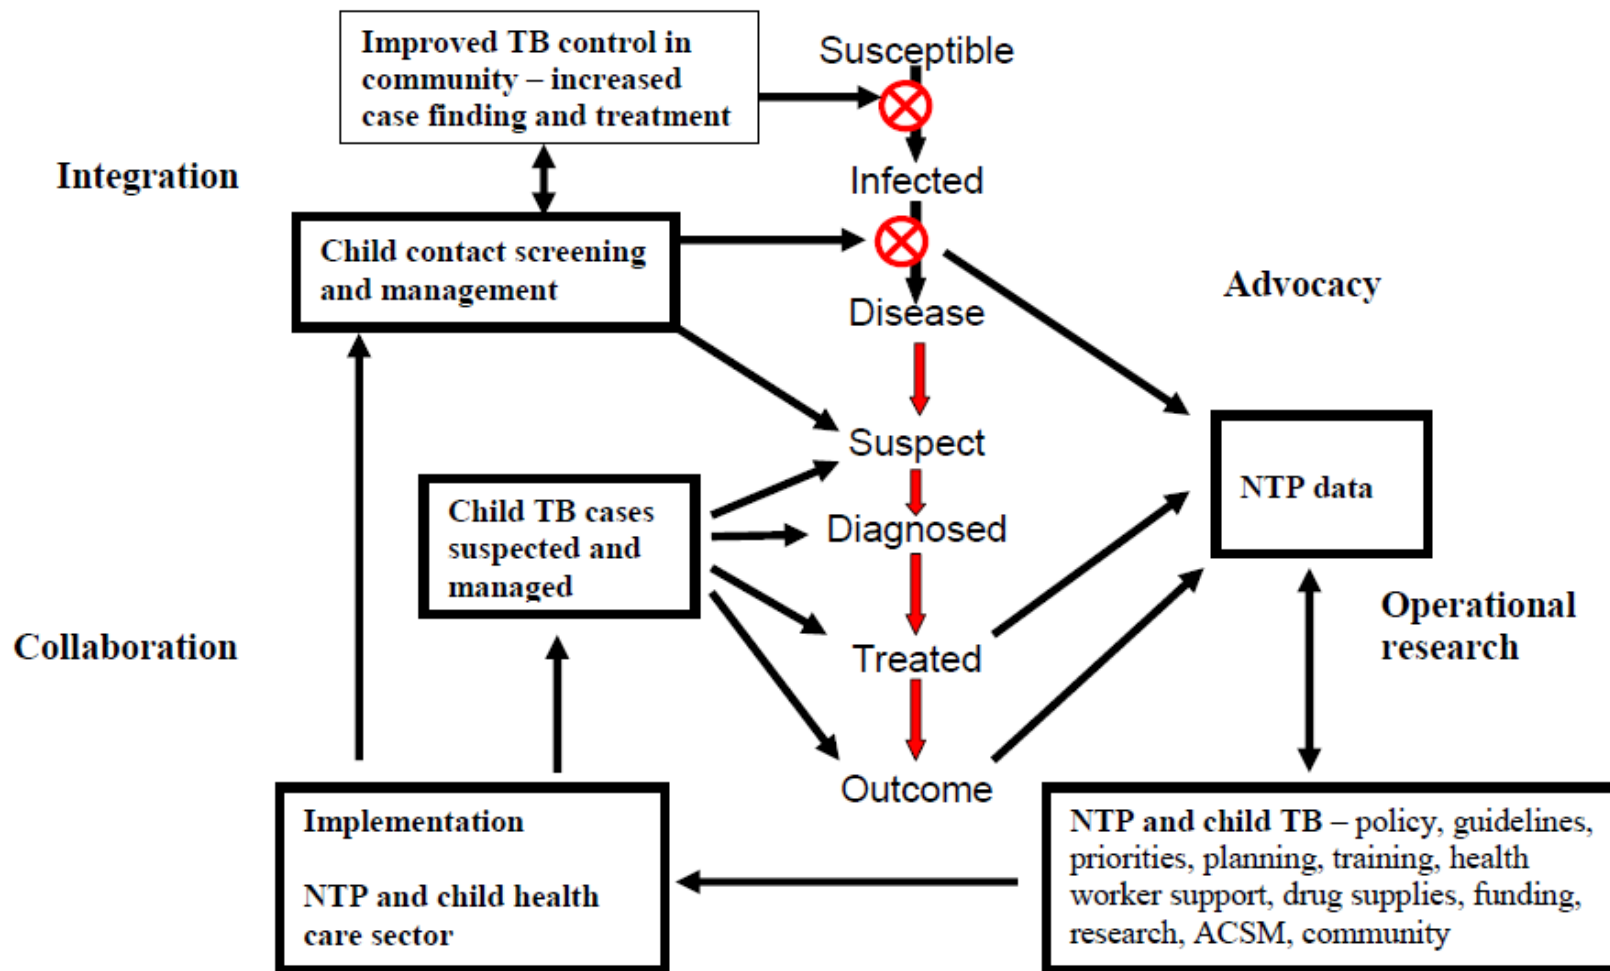 Improved TB control in
community – increased
case finding and treatment
Susceptible
Integration
Infected
Child contact screening
and management
Disease
Advocacy
Suspect
Child TB cases
suspected and
managed
Diagnosed
NTP data
Collaboration
Treated
Operational
research
Outcome
Implementation
NTP and child health
care sector
NTP and child TB – policy, guidelines,
priorities, planning, training, health
worker support, drug supplies, funding,
research, ACSM, community